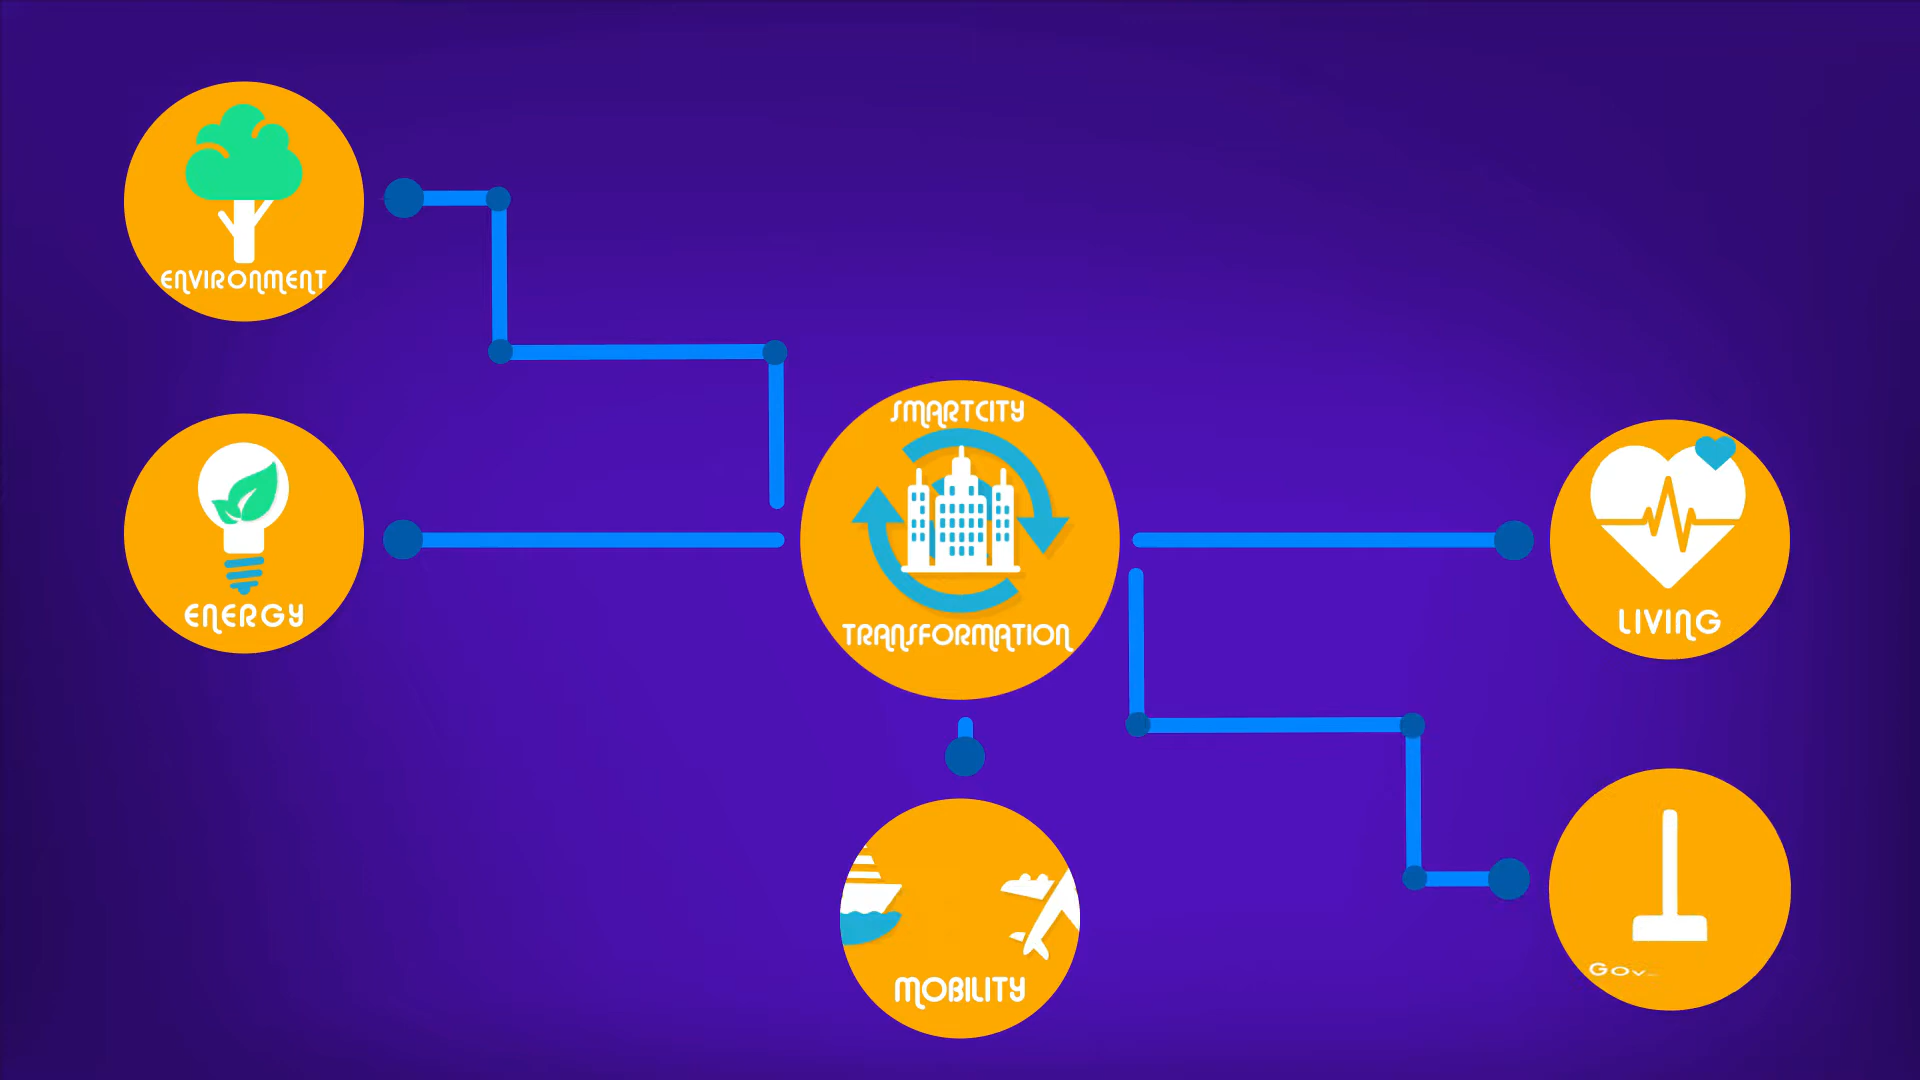 ENVIRONMENT
SMARTCITY
TRANSFORMATION
ENERGY
LIVING
MOBILITY